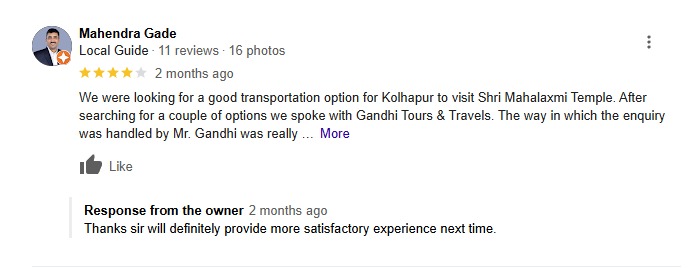 Mahendra Gade
Local Guide · 11 reviews · 16 photos
2 months ago
We were looking for a good transportation option for Kolhapur to visit Shri Mahalaxmi Temple. After
searching for a couple of options we spoke with Gandhi Tours & Travels. The way in which the enquiry
was handled by Mr. Gandhi was really ... More
Like
Response from the owner 2 months ago
Thanks sir will definitely provide more satisfactory experience next time.